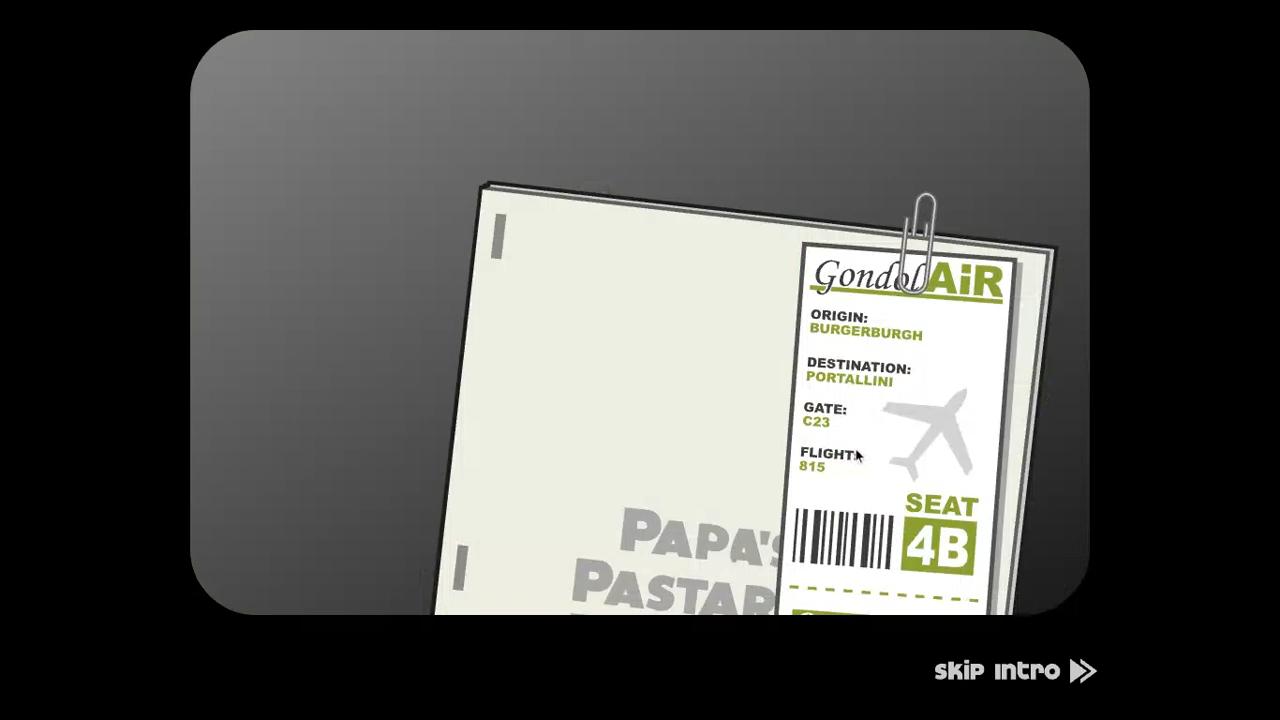 GondolAiR
ORIGIN:
BURGERBURGH
DESTINATION:
PORTALLINI
GATE:
C23
FLIGHT:
815
SEAT
4B
PAPA'S
PASTAR
skip intro